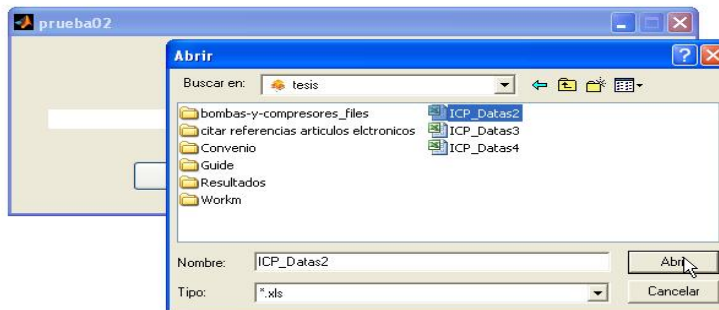 prueba02
Abrir
Buscar en: tesis
bombas-y-compresores_files
citar referencias articulos elctronicos
Convenio
Guide
Resultados
Workm
ICP_Datas2
ICP_Datas3
ICP_Datas4
Nombre: ICP_Datas2 Abrir
Tipo: *.xls Cancelar